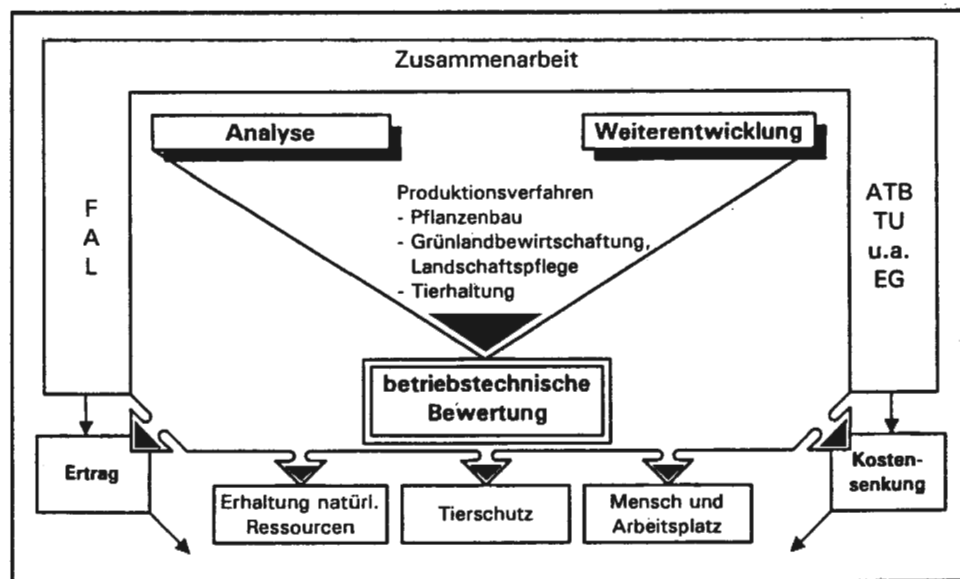 Zusammenarbeit
Analyse
Weiterentwicklung
Produktionsverfahren
- Pflanzenbau
- Grünlandbewirtschaftung,
Landschaftspflege
- Tierhaltung
F
A
L
ATB
TU
u.a.
EG
betriebstechnische
Bewertung
Ertrag
Erhaltung natürl.
Ressourcen
Tierschutz
Mensch und
Arbeitsplatz
Kosten-
senkung